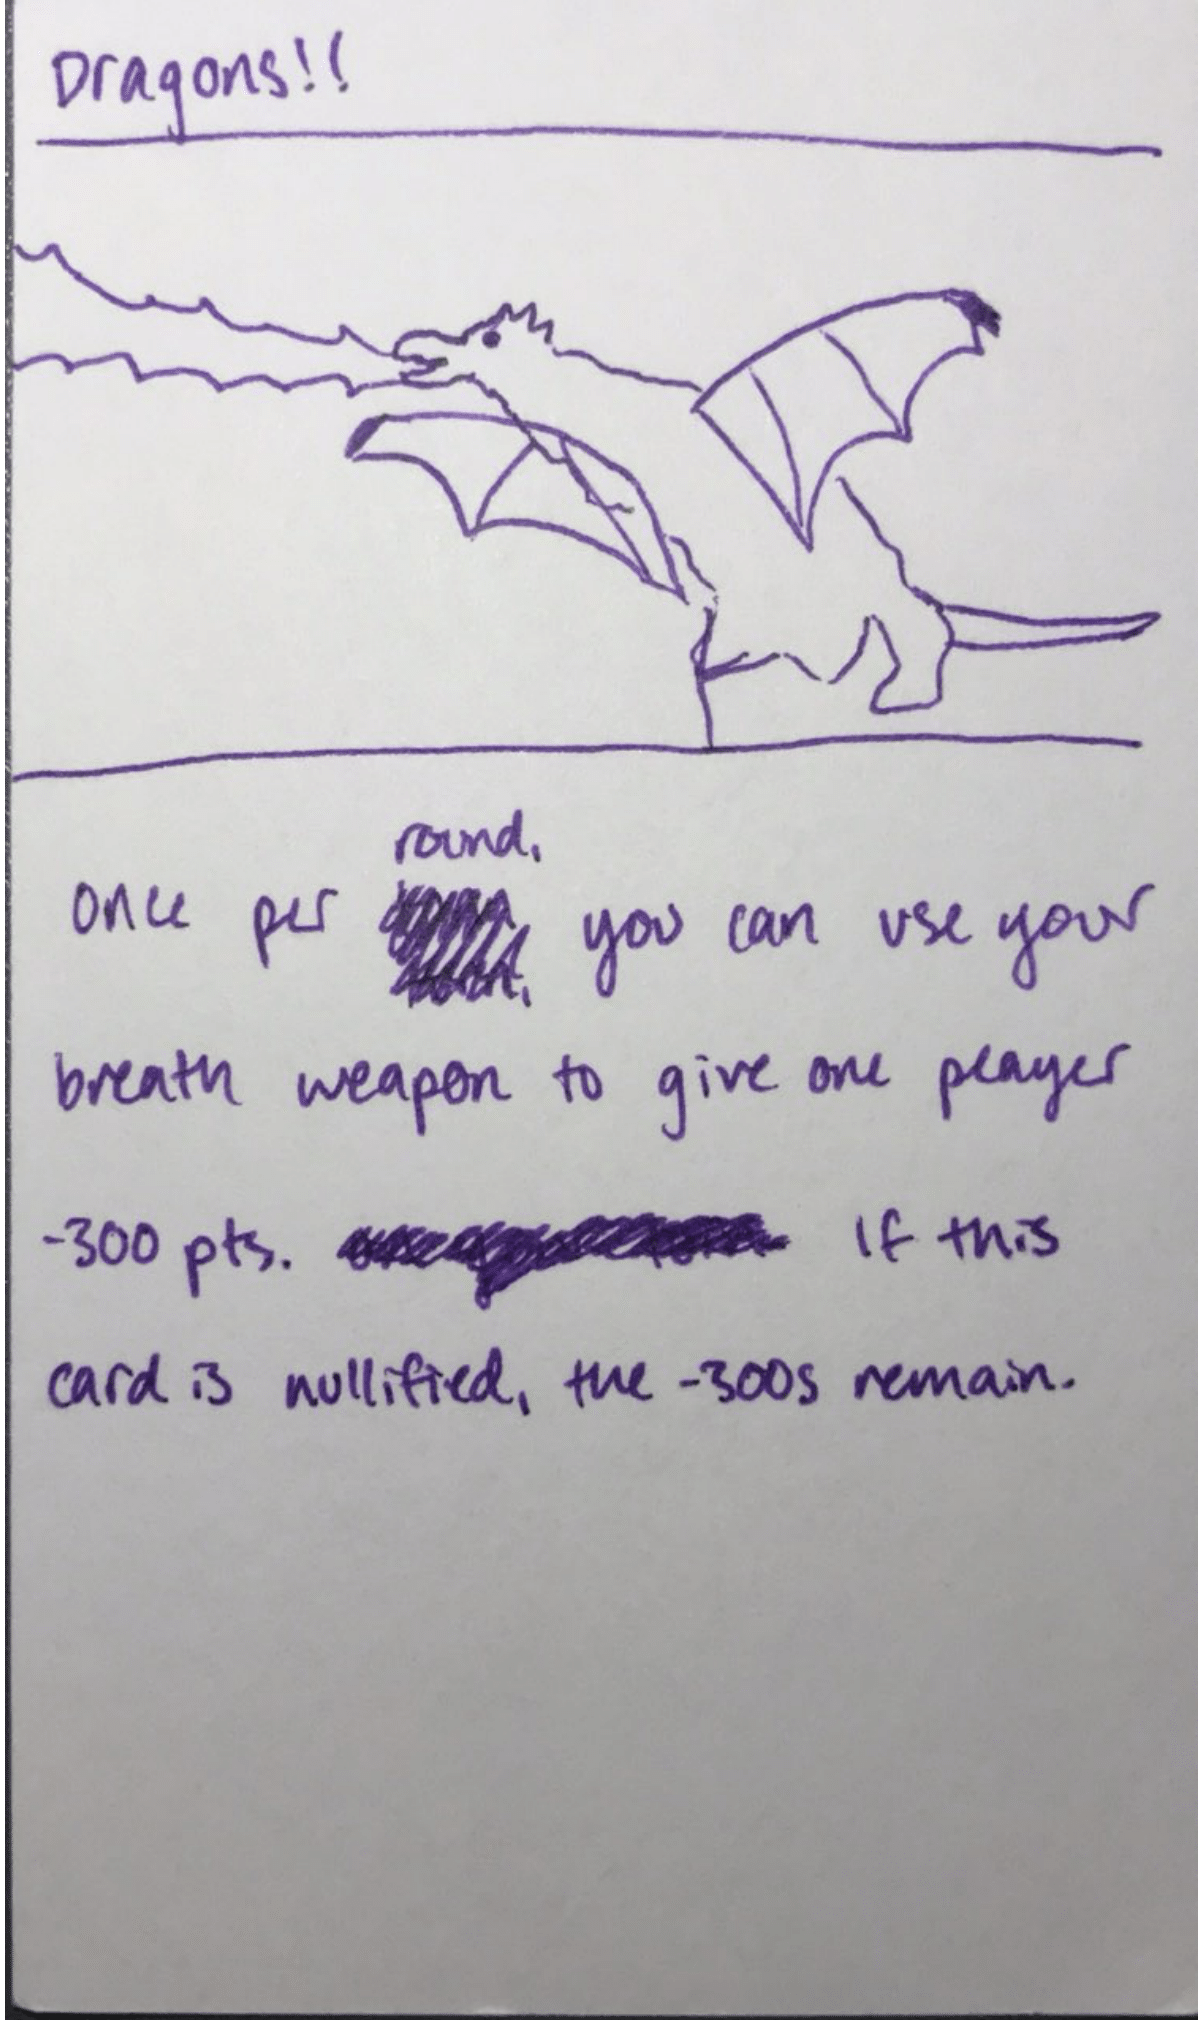 Dragons!!
round,
Once per you can use your
breath weapon to give one player
-300 pts. If this
card is nullified, the -300s remain.